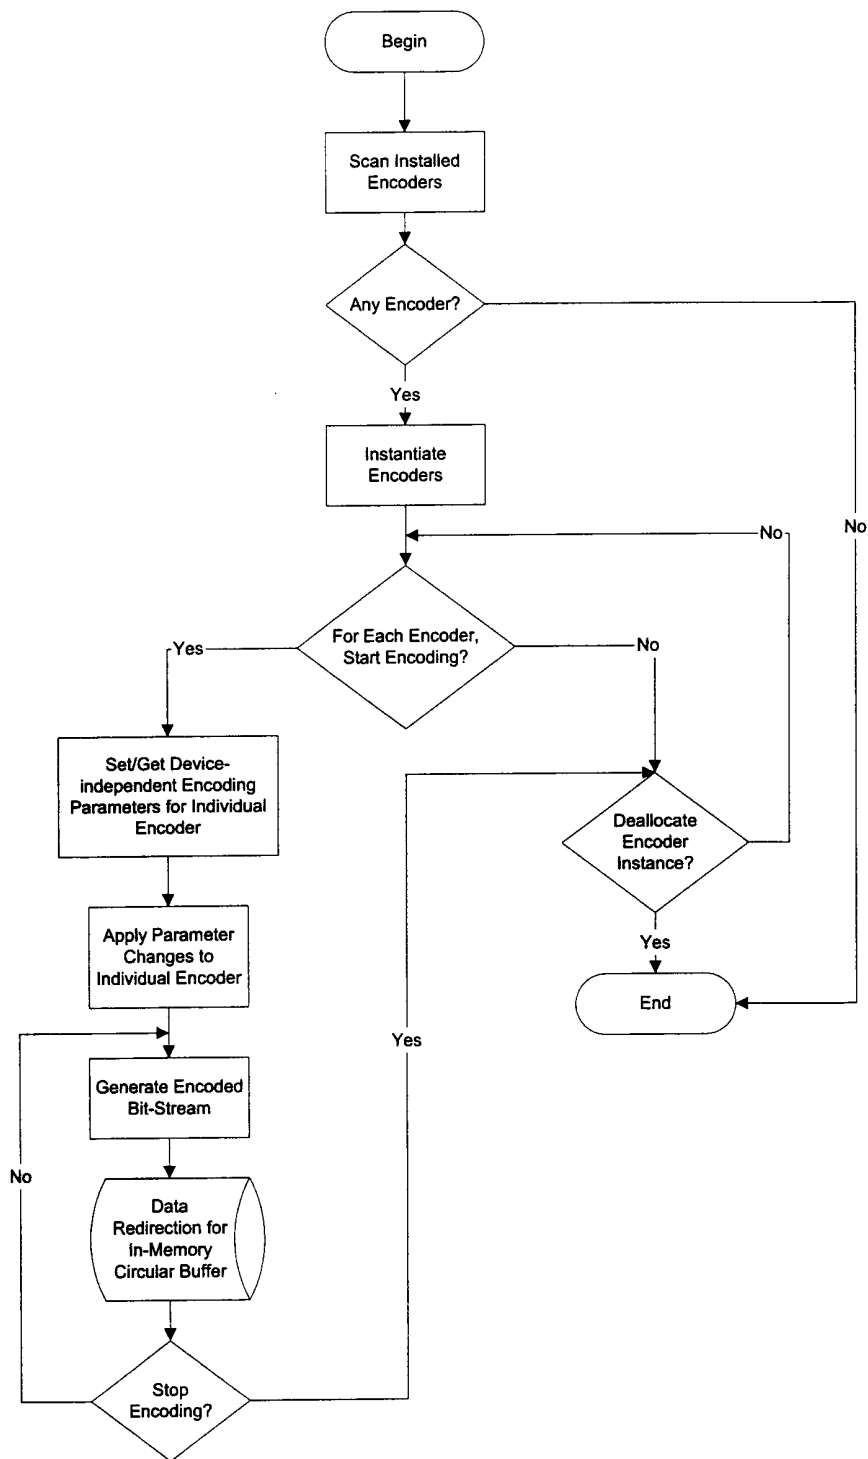 Begin
Scan Installed
Encoders
Any Encoder?
Yes
Instantiate
Encoders
No
No
For Each Encoder,
Start Encoding?
Yes
No
Set/Get Device-
independent Encoding
Parameters for Individual
Encoder
Deallocate
Encoder
Instance?
Apply Parameter
Changes to
Individual Encoder
Yes
End
Yes
Generate Encoded
Bit-Stream
No
Data
Redirection for
In-Memory
Circular Buffer
Stop
Encoding?